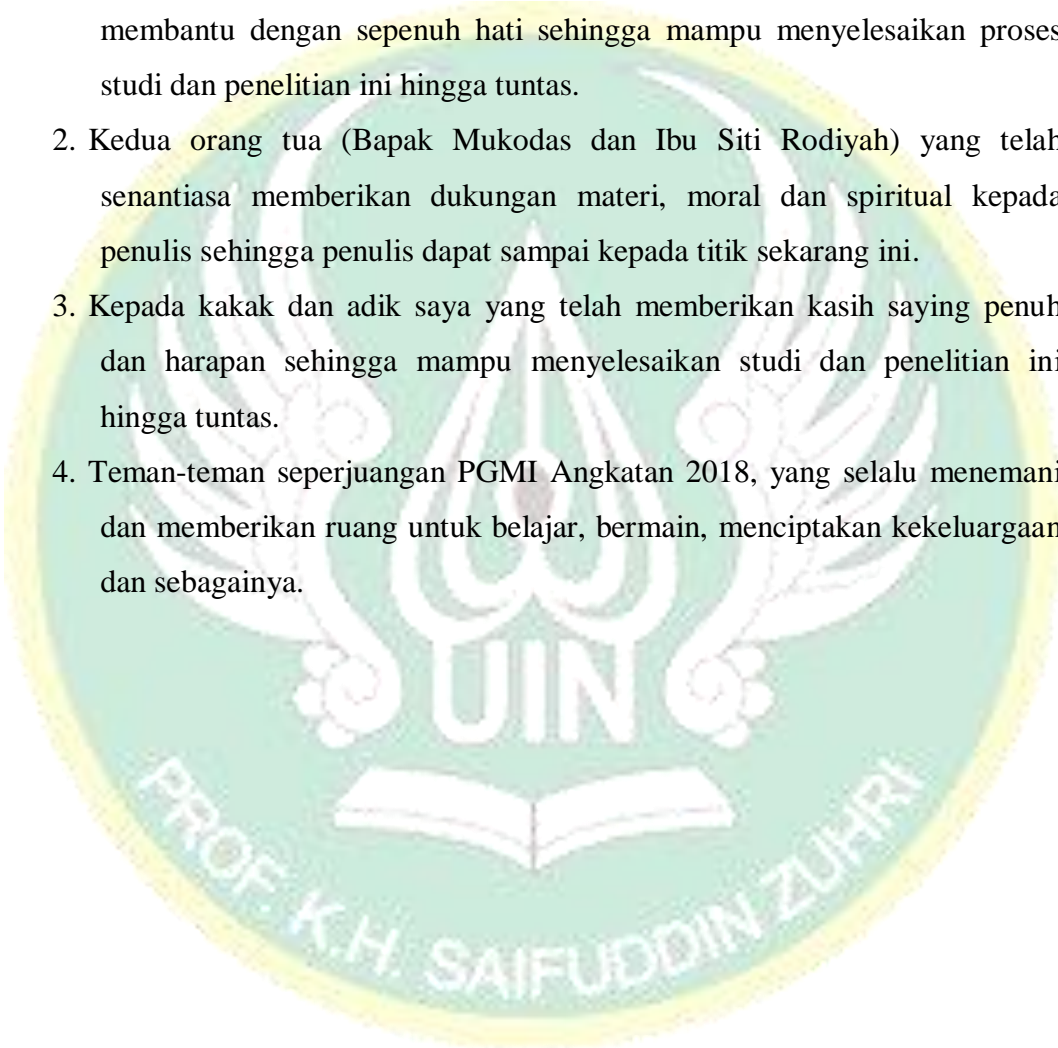 membantu dengan sepenuh hati sehingga mampu menyelesaikan proses
studi dan penelitian ini hingga tuntas.
2. Kedua orang tua (Bapak Mukodas dan Ibu Siti Rodiyah) yang telah
senantiasa memberikan dukungan materi, moral dan spiritual kepada
penulis sehingga penulis dapat sampai kepada titik sekarang ini.
3. Kepada kakak dan adik saya yang telah memberikan kasih saying penuh
dan harapan sehingga mampu menyelesaikan studi dan penelitian ini
hingga tuntas.
4. Teman-teman seperjuangan PGMI Angkatan 2018, yang selalu menemani
dan memberikan ruang untuk belajar, bermain, menciptakan kekeluargaan
dan sebagainya.
UIN
PROF. K.H. SAIFUDDIN ZUHRI